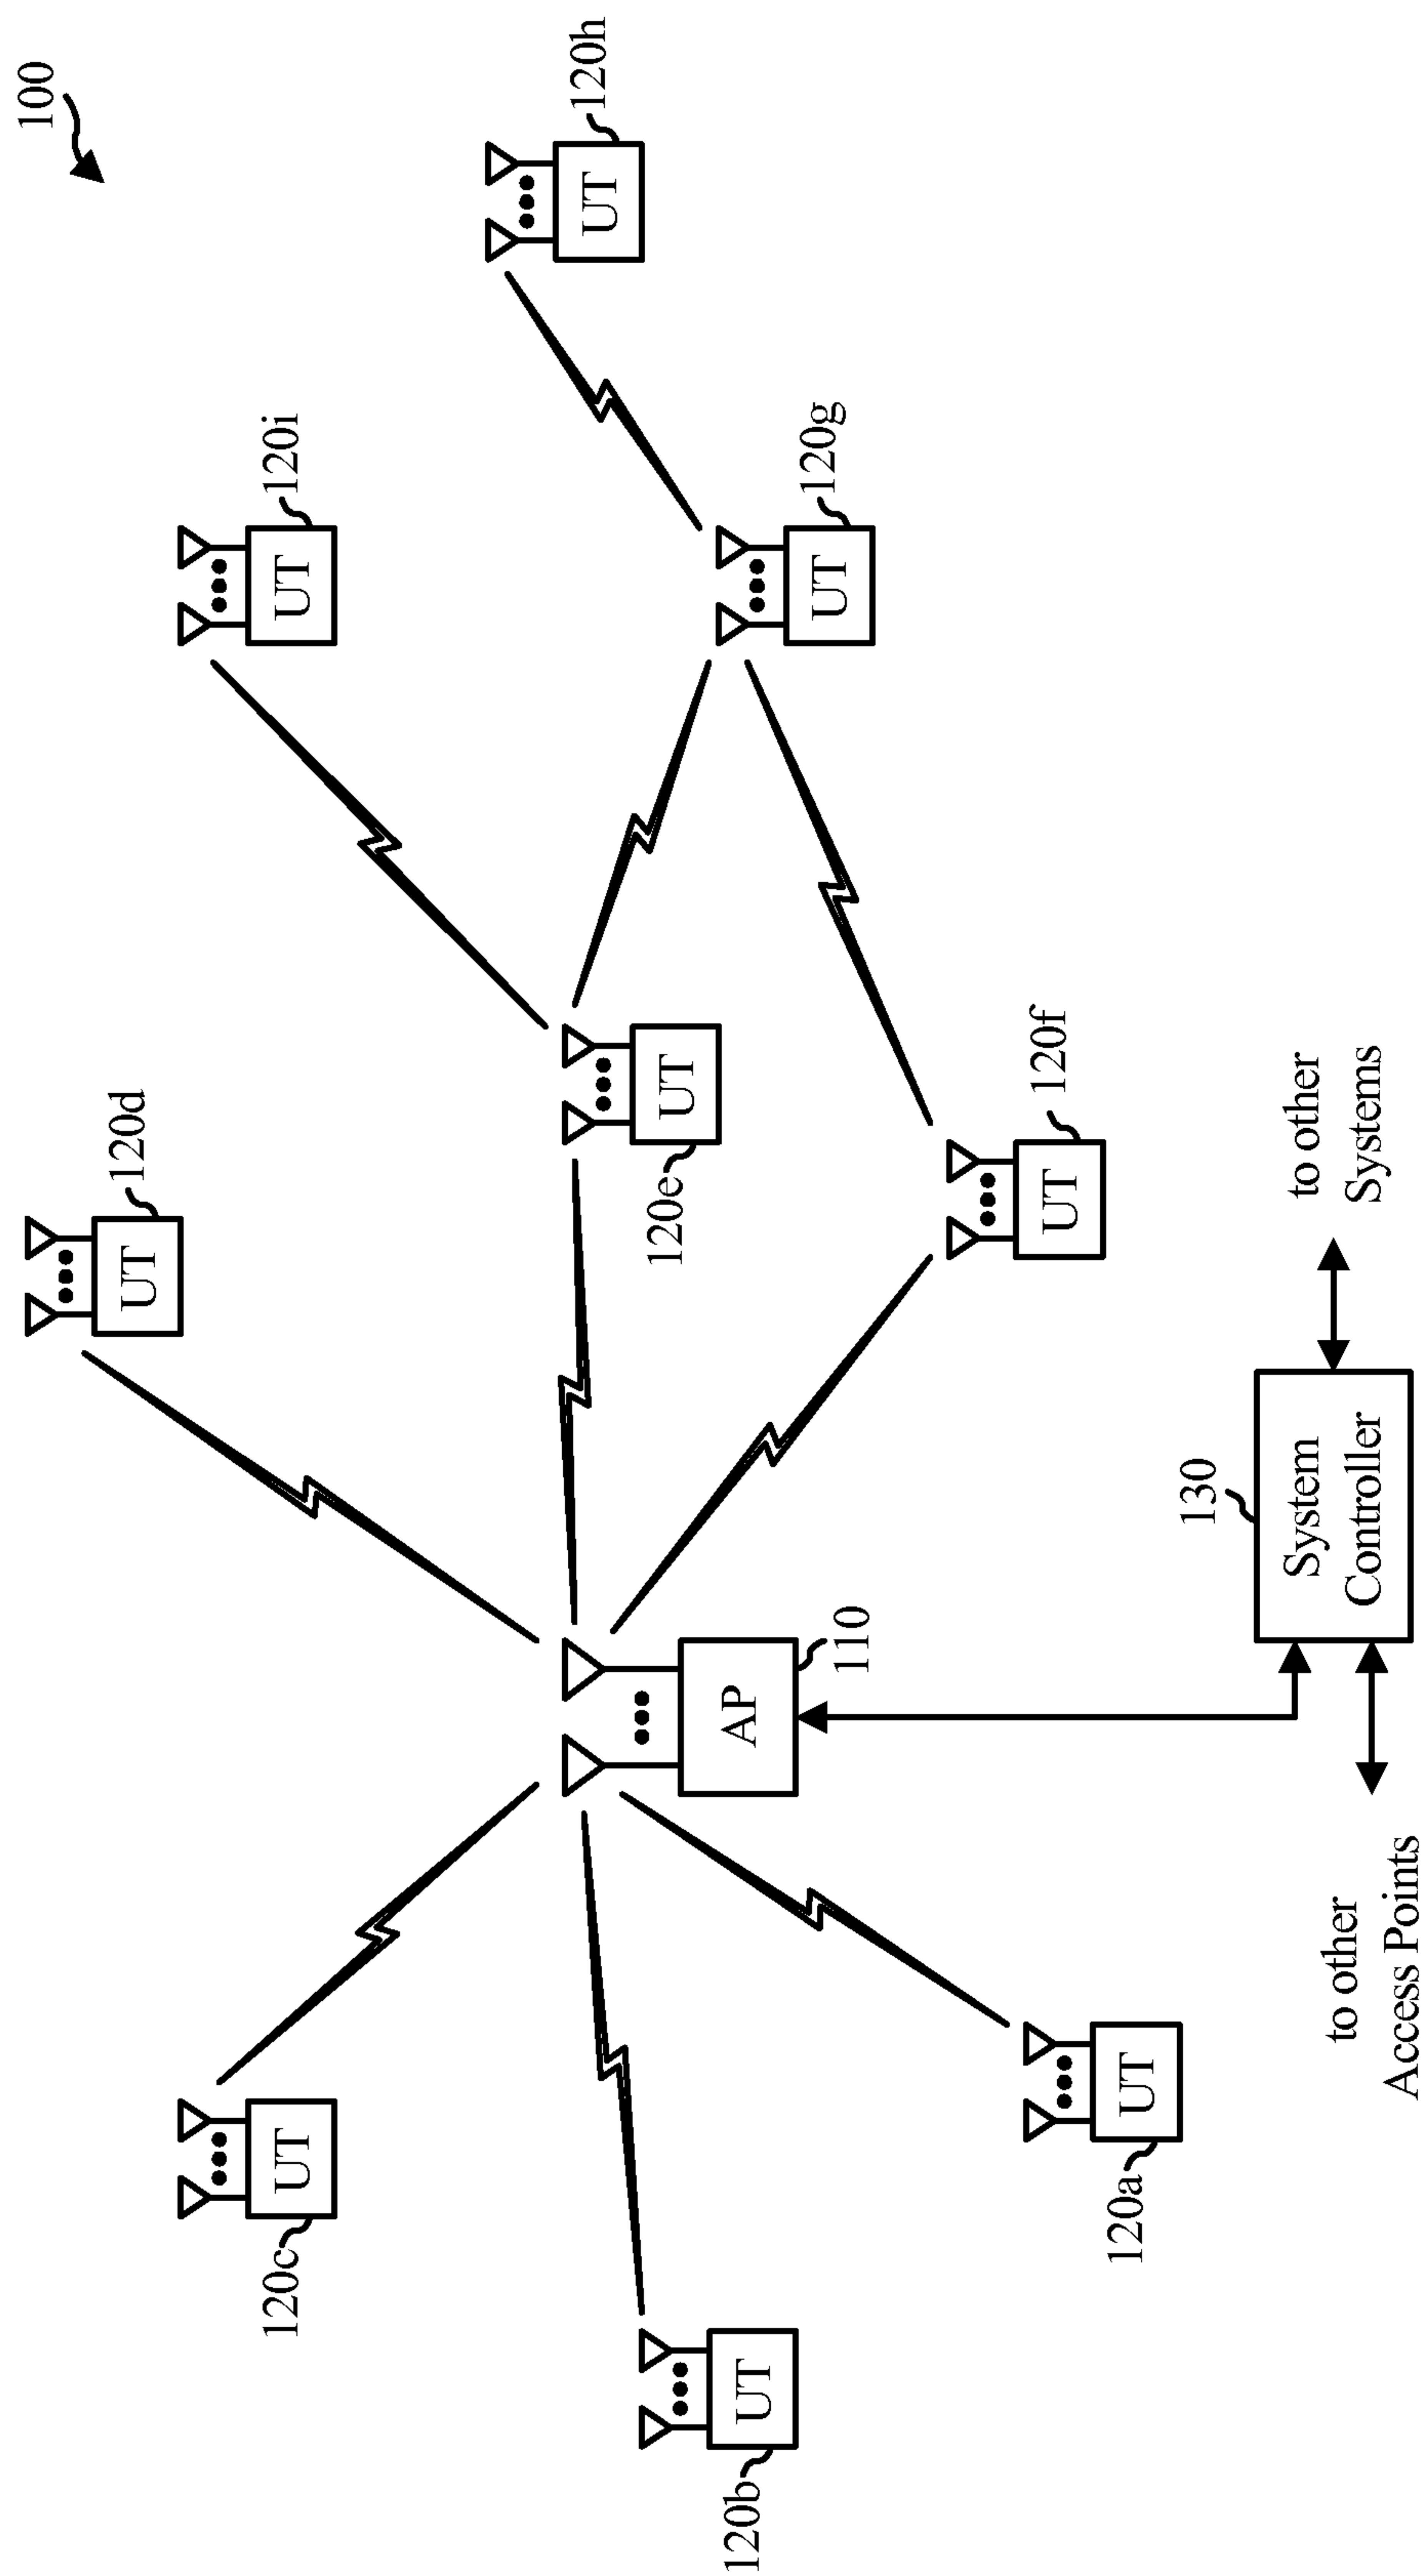 100
120d
UT
120i
UT
120c
UT
120h
UT
120e
UT
110
AP
120b
UT
120g
UT
120f
UT
120a
UT
130
System
Controller
to other
Systems
to other
Access Points